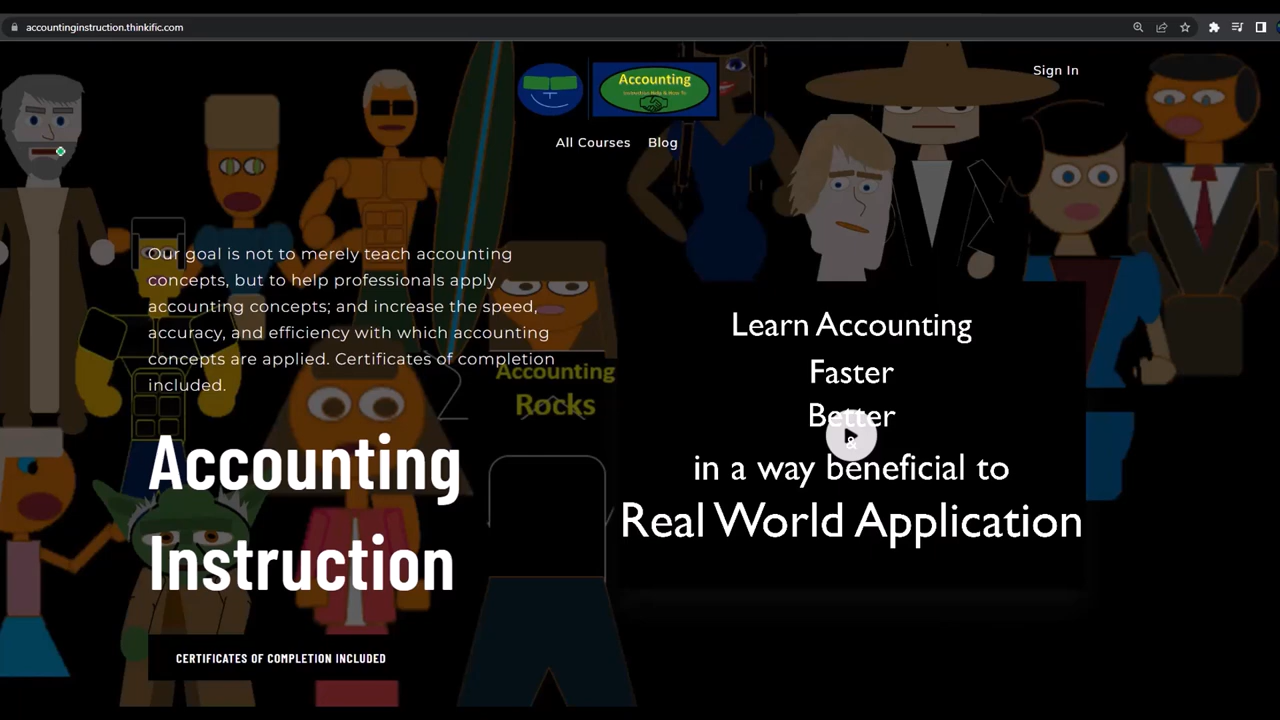 accountinginstruction.thinkific.com
Sign In
Accounting
All Courses Blog
Our goal is not to merely teach accounting
concepts, but to help professionals apply
accounting concepts; and increase the speed,
accuracy, and efficiency with which accounting
concepts are applied. Certificates of completion
included.
Accounting
Rocks
Accounting
Instruction
CERTIFICATES OF COMPLETION INCLUDED
Learn Accounting
Faster
Better
&
in a way beneficial to
Real World Application